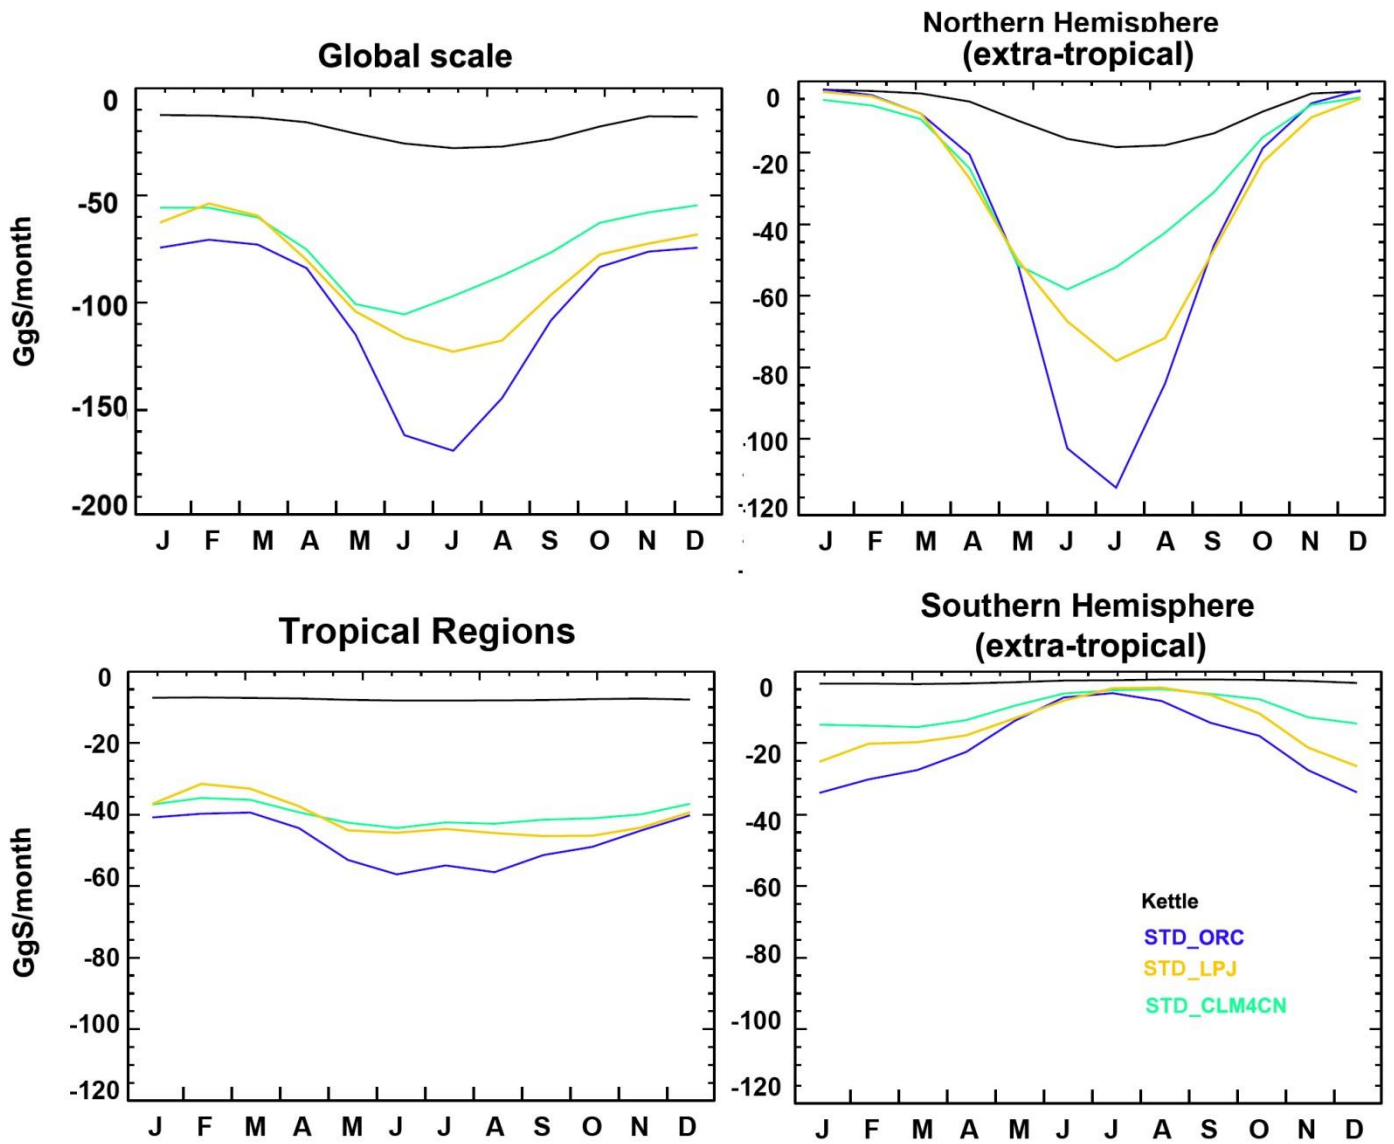 Global scale
GgS/month
0
-50
-100
-150
-200
J F M A M J J A S O N D
Northern Hemisphere
(extra-tropical)
0
-20
-40
-60
-80
-100
-120
J F M A M J J A S O N D
Tropical Regions
GgS/month
0
-20
-40
-60
-80
-100
-120
J F M A M J J A S O N D
Southern Hemisphere
(extra-tropical)
0
-20
-40
-60
-80
-100
-120
Kettle
STD_ORC
STD_LPJ
STD_CLM4CN
J F M A M J J A S O N D